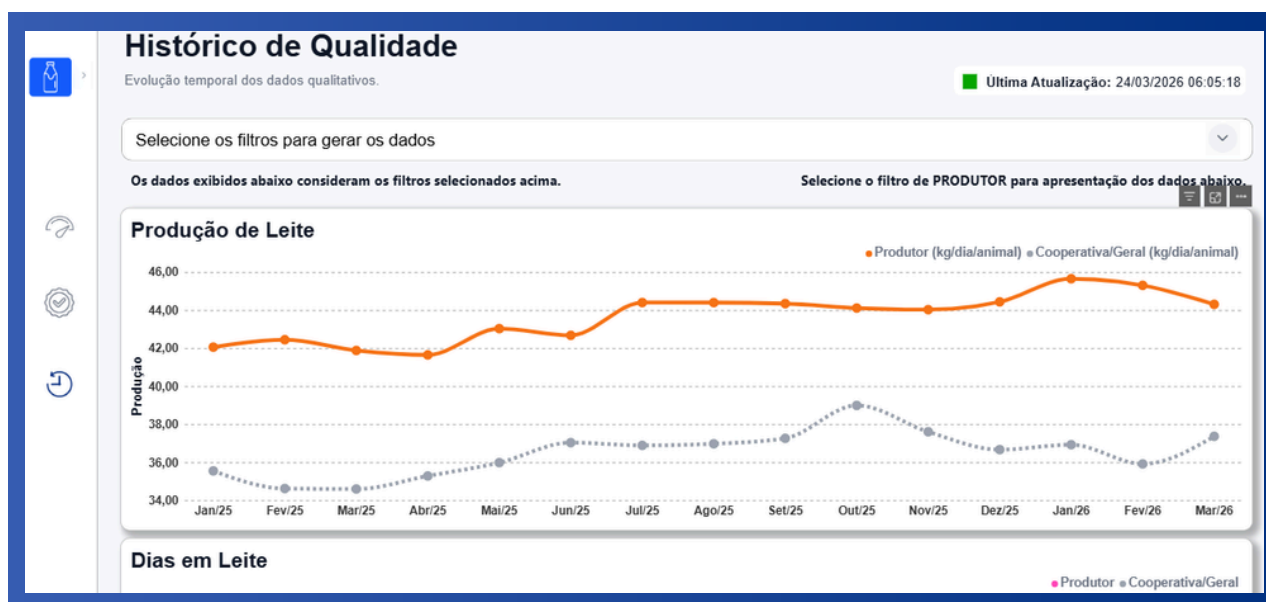 Histórico de Qualidade
Evolução temporal dos dados qualitativos.
Última Atualização: 24/03/2026 06:05:18
Selecione os filtros para gerar os dados
Os dados exibidos abaixo consideram os filtros selecionados acima.
Selecione o filtro de PRODUTOR para apresentação dos dados abaixo.
Produção de Leite
Produtor (kg/dia/animal) Cooperativa/Geral (kg/dia/animal)
Produção
46,00
44,00
42,00
40,00
38,00
36,00
34,00
Jan/25 Fev/25 Mar/25 Abr/25 Mai/25 Jun/25 Jul/25 Ago/25 Set/25 Out/25 Nov/25 Dez/25 Jan/26 Fev/26 Mar/26
Dias em Leite
Produtor Cooperativa/Geral